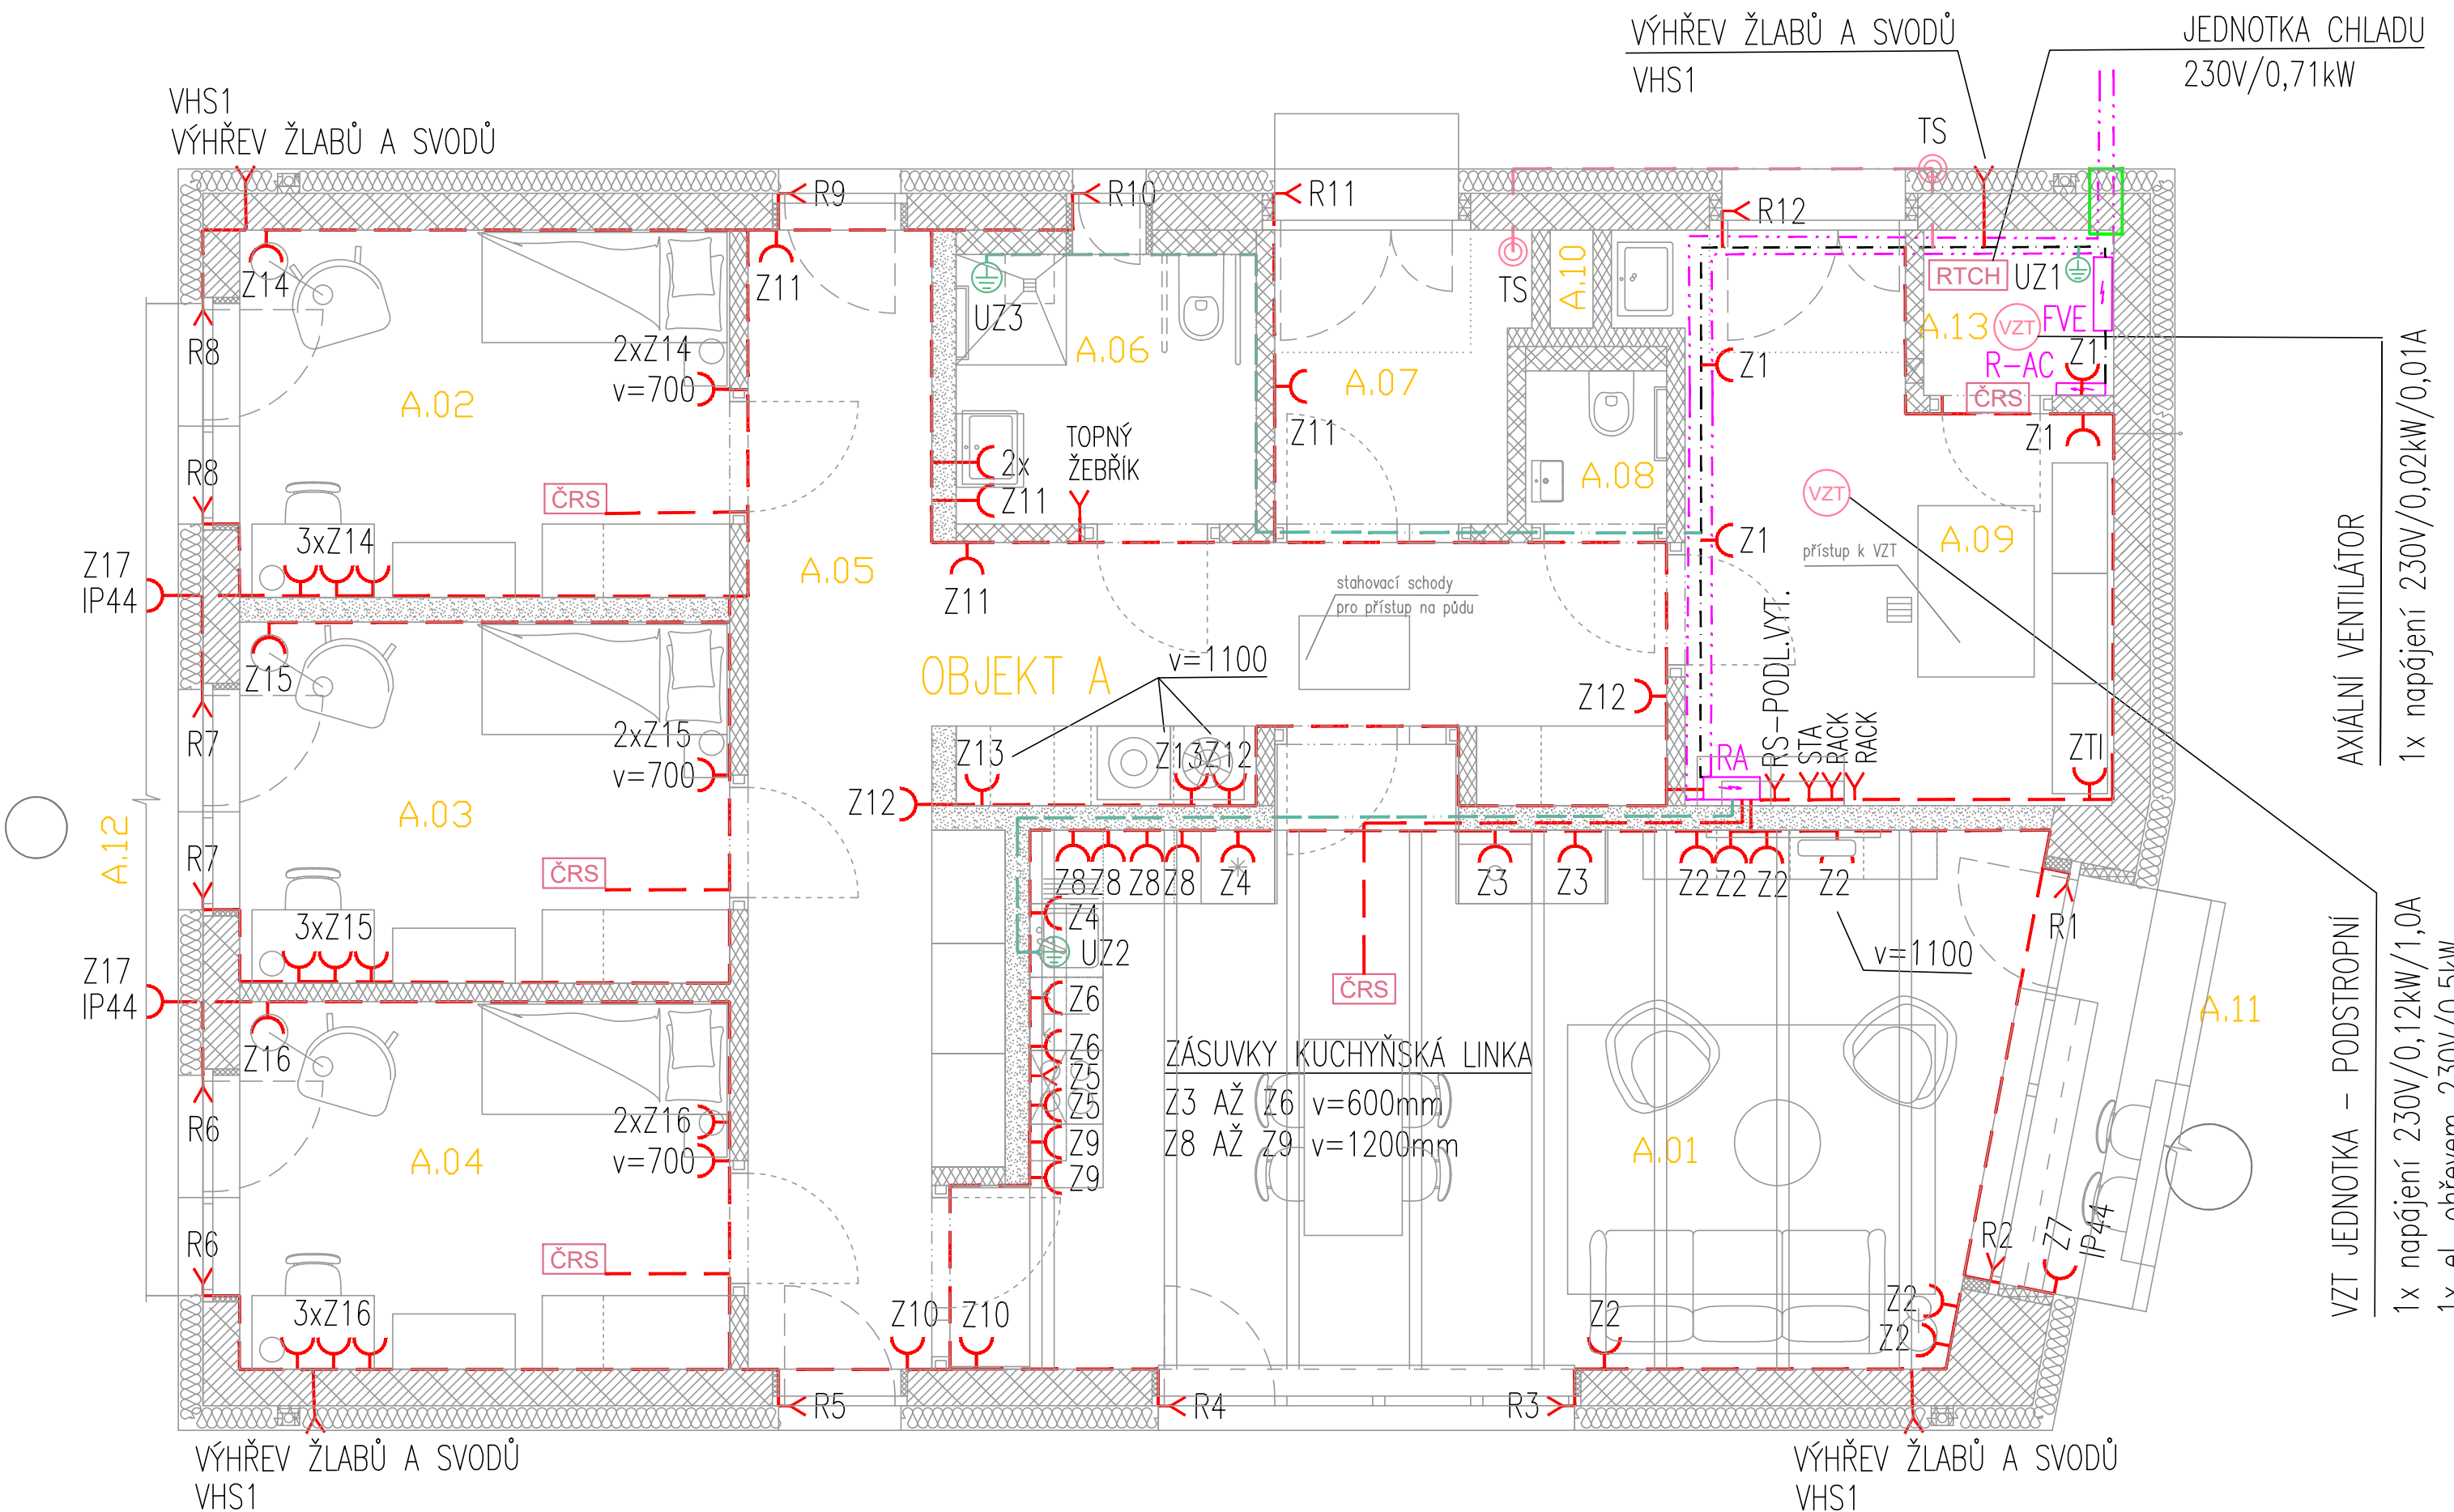 VÝHŘEV ŽLABŮ A SVODŮ
VHS1
JEDNOTKA CHLADU
230V/0,71kW
VHS1
VÝHŘEV ŽLABŮ A SVODŮ
TS
R9
R10
R11
R12
Z14
Z11
UZ3
TS
A.10
RTCH
UZ1
A.13
VZT
FVE
R8
2xZ14
v=700
A.02
A.06
A.07
Z1
R-AC
Z1
ČRS
AXIÁLNÍ VENTILÁTOR
1x napájení 230V/0,02kW/0,01A
R8
ČRS
2x
Z11
TOPNÝ
ŽEBŘÍK
Z11
A.08
Z1
VZT
3xZ14
Z17
IP44
A.05
Z11
Z1
přístup k VZT
A.09
stahovací schody
pro přístup na půdu
Z15
OBJEKT A
v=1100
Z12
RS-PODL.VYT.
STA
RACK
RACK
R7
2xZ15
v=700
Z13
Z13
Z12
RA
ZTI
Z12
A.12
A.03
R7
ČRS
Z8
Z8
Z8
Z8
Z4
Z3
Z3
Z2
Z2
Z2
Z2
Z4
R1
3xZ15
UZ2
v=1100
Z17
IP44
Z6
ČRS
A.11
VZT JEDNOTKA - PODSTROPNÍ
1x napájení 230V/0,12kW/1,0A
1x el. ohřevem 230V/0,5kW
Z16
Z6
Z5
Z5
ZÁSUVKY KUCHYŇSKÁ LINKA
Z3 AŽ Z6 v=600mm
Z8 AŽ Z9 v=1200mm
R6
2xZ16
v=700
A.04
Z9
Z9
A.01
R6
ČRS
R2
Z7
IP44
3xZ16
Z10
Z10
Z2
Z2
Z2
R5
R4
R3
VÝHŘEV ŽLABŮ A SVODŮ
VHS1
VÝHŘEV ŽLABŮ A SVODŮ
VHS1